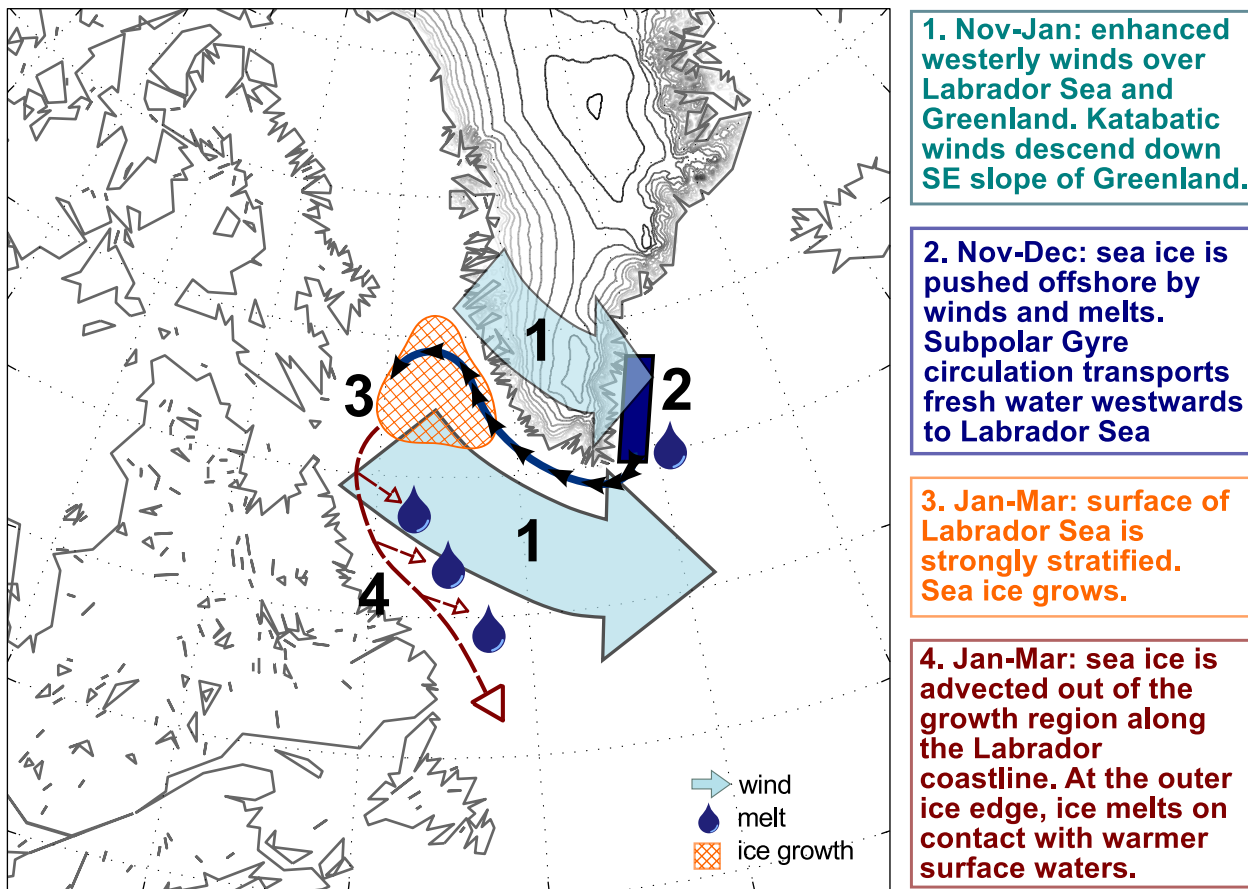 1. Nov-Jan: enhanced
westerly winds over
Labrador Sea and
Greenland. Katabatic
winds descend down
SE slope of Greenland.
2. Nov-Dec: sea ice is
pushed offshore by
winds and melts.
Subpolar Gyre
circulation transports
fresh water westwards
to Labrador Sea
3. Jan-Mar: surface of
Labrador Sea is
strongly stratified.
Sea ice grows.
4. Jan-Mar: sea ice is
advected out of the
growth region along
the Labrador
coastline. At the outer
ice edge, ice melts on
contact with warmer
surface waters.
1
2
3
1
4
wind
melt
ice growth